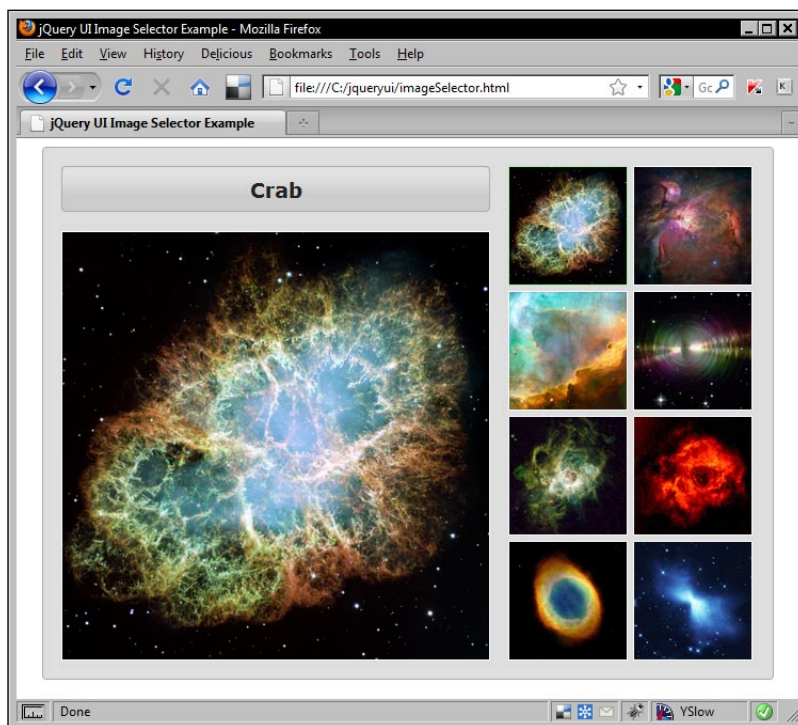 jQuery UI Image Selector Example - Mozilla Firefox
File Edit View History Delicious Bookmarks Tools Help
file:///C:/jqueryui/imageSelector.html
Gc
K
jQuery UI Image Selector Example
Crab
Done
YSlow